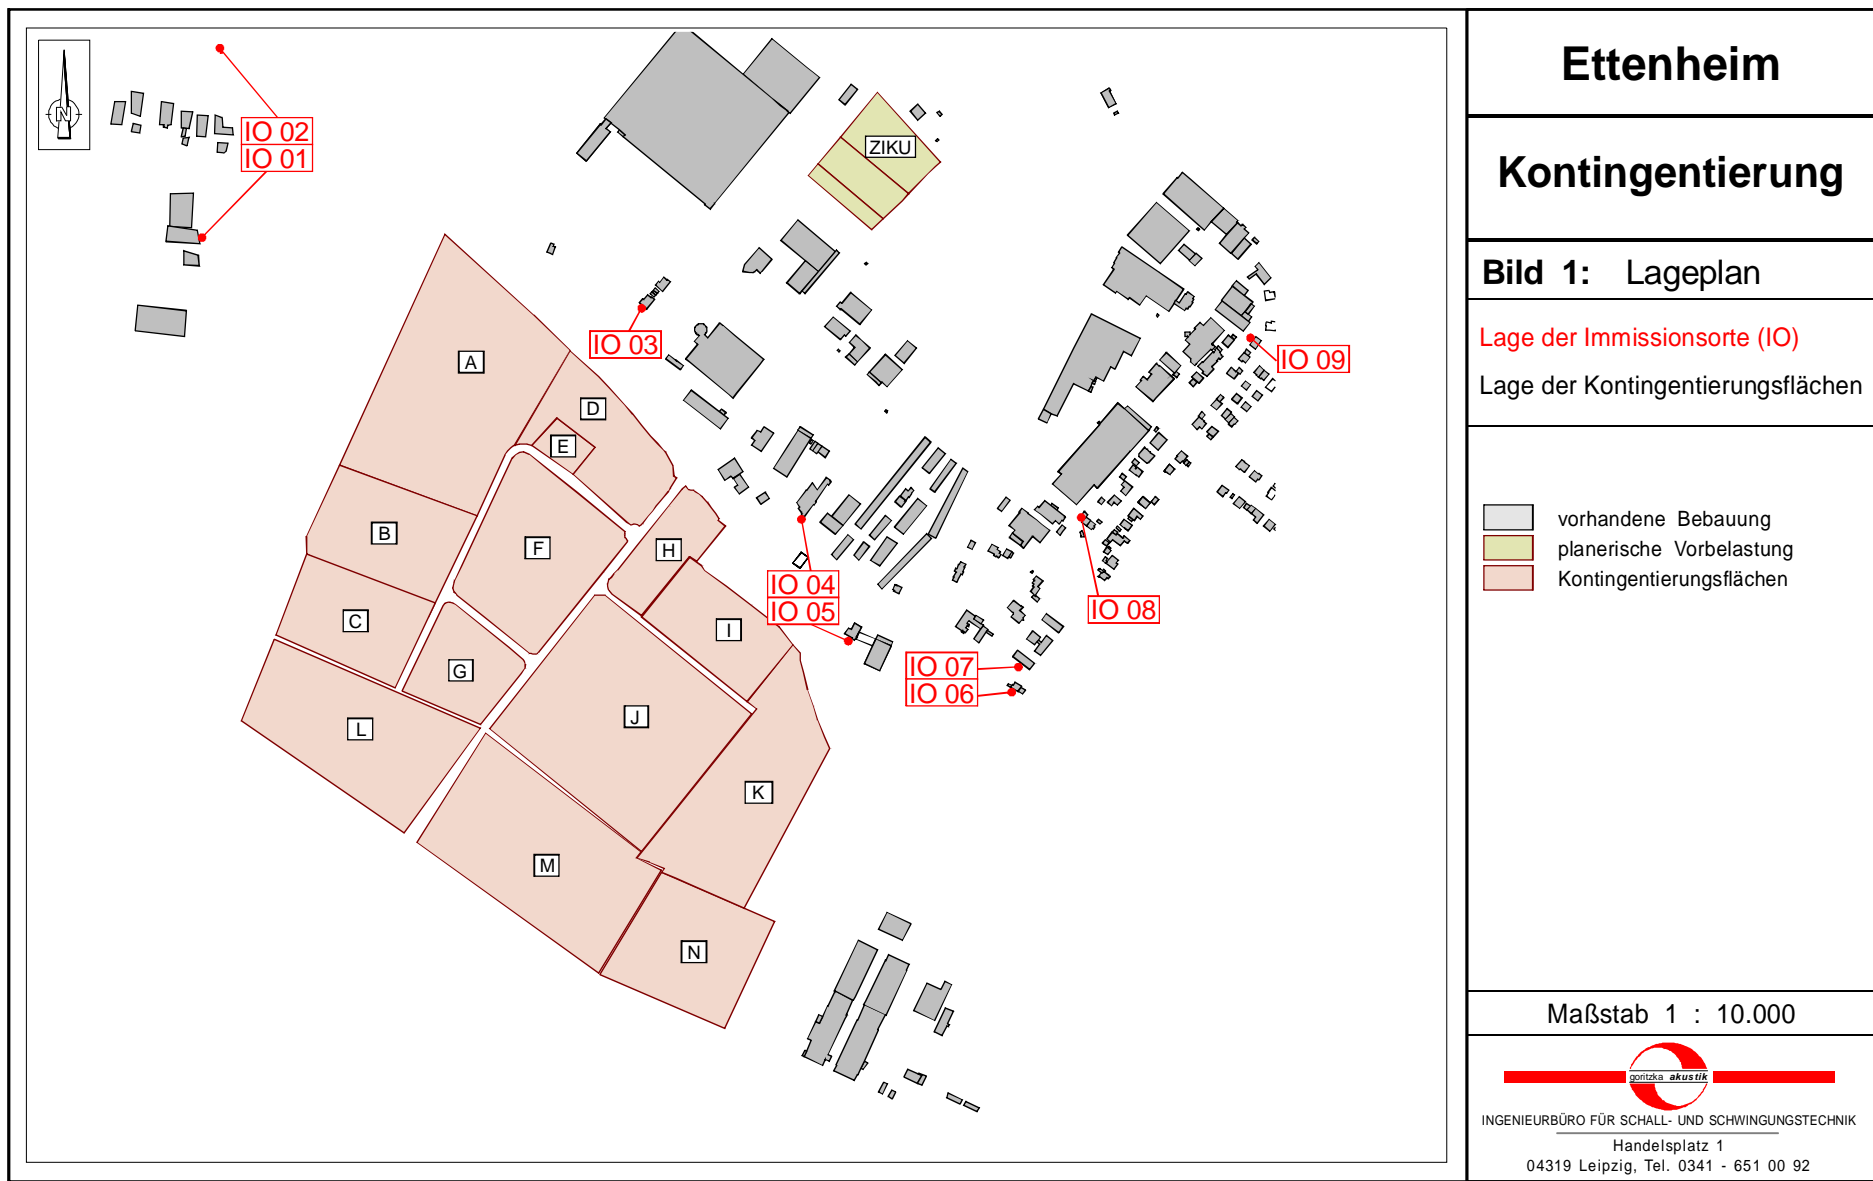 N
IO 02
IO 01
ZIKU
IO 03
IO 09
A
D
E
B
F
H
IO 04
IO 05
IO 08
C
I
G
IO 07
IO 06
L
J
K
M
N
Ettenheim
Kontingentierung
Bild 1: Lageplan
Lage der Immissionsorte (IO)
Lage der Kontingentierungsflächen
vorhandene Bebauung
planerische Vorbelastung
Kontingentierungsflächen
Maßstab 1 : 10.000
goritzka akustik
INGENIEURBÜRO FÜR SCHALL- UND SCHWINGUNGSTECHNIK
Handelsplatz 1
04319 Leipzig, Tel. 0341 - 651 00 92